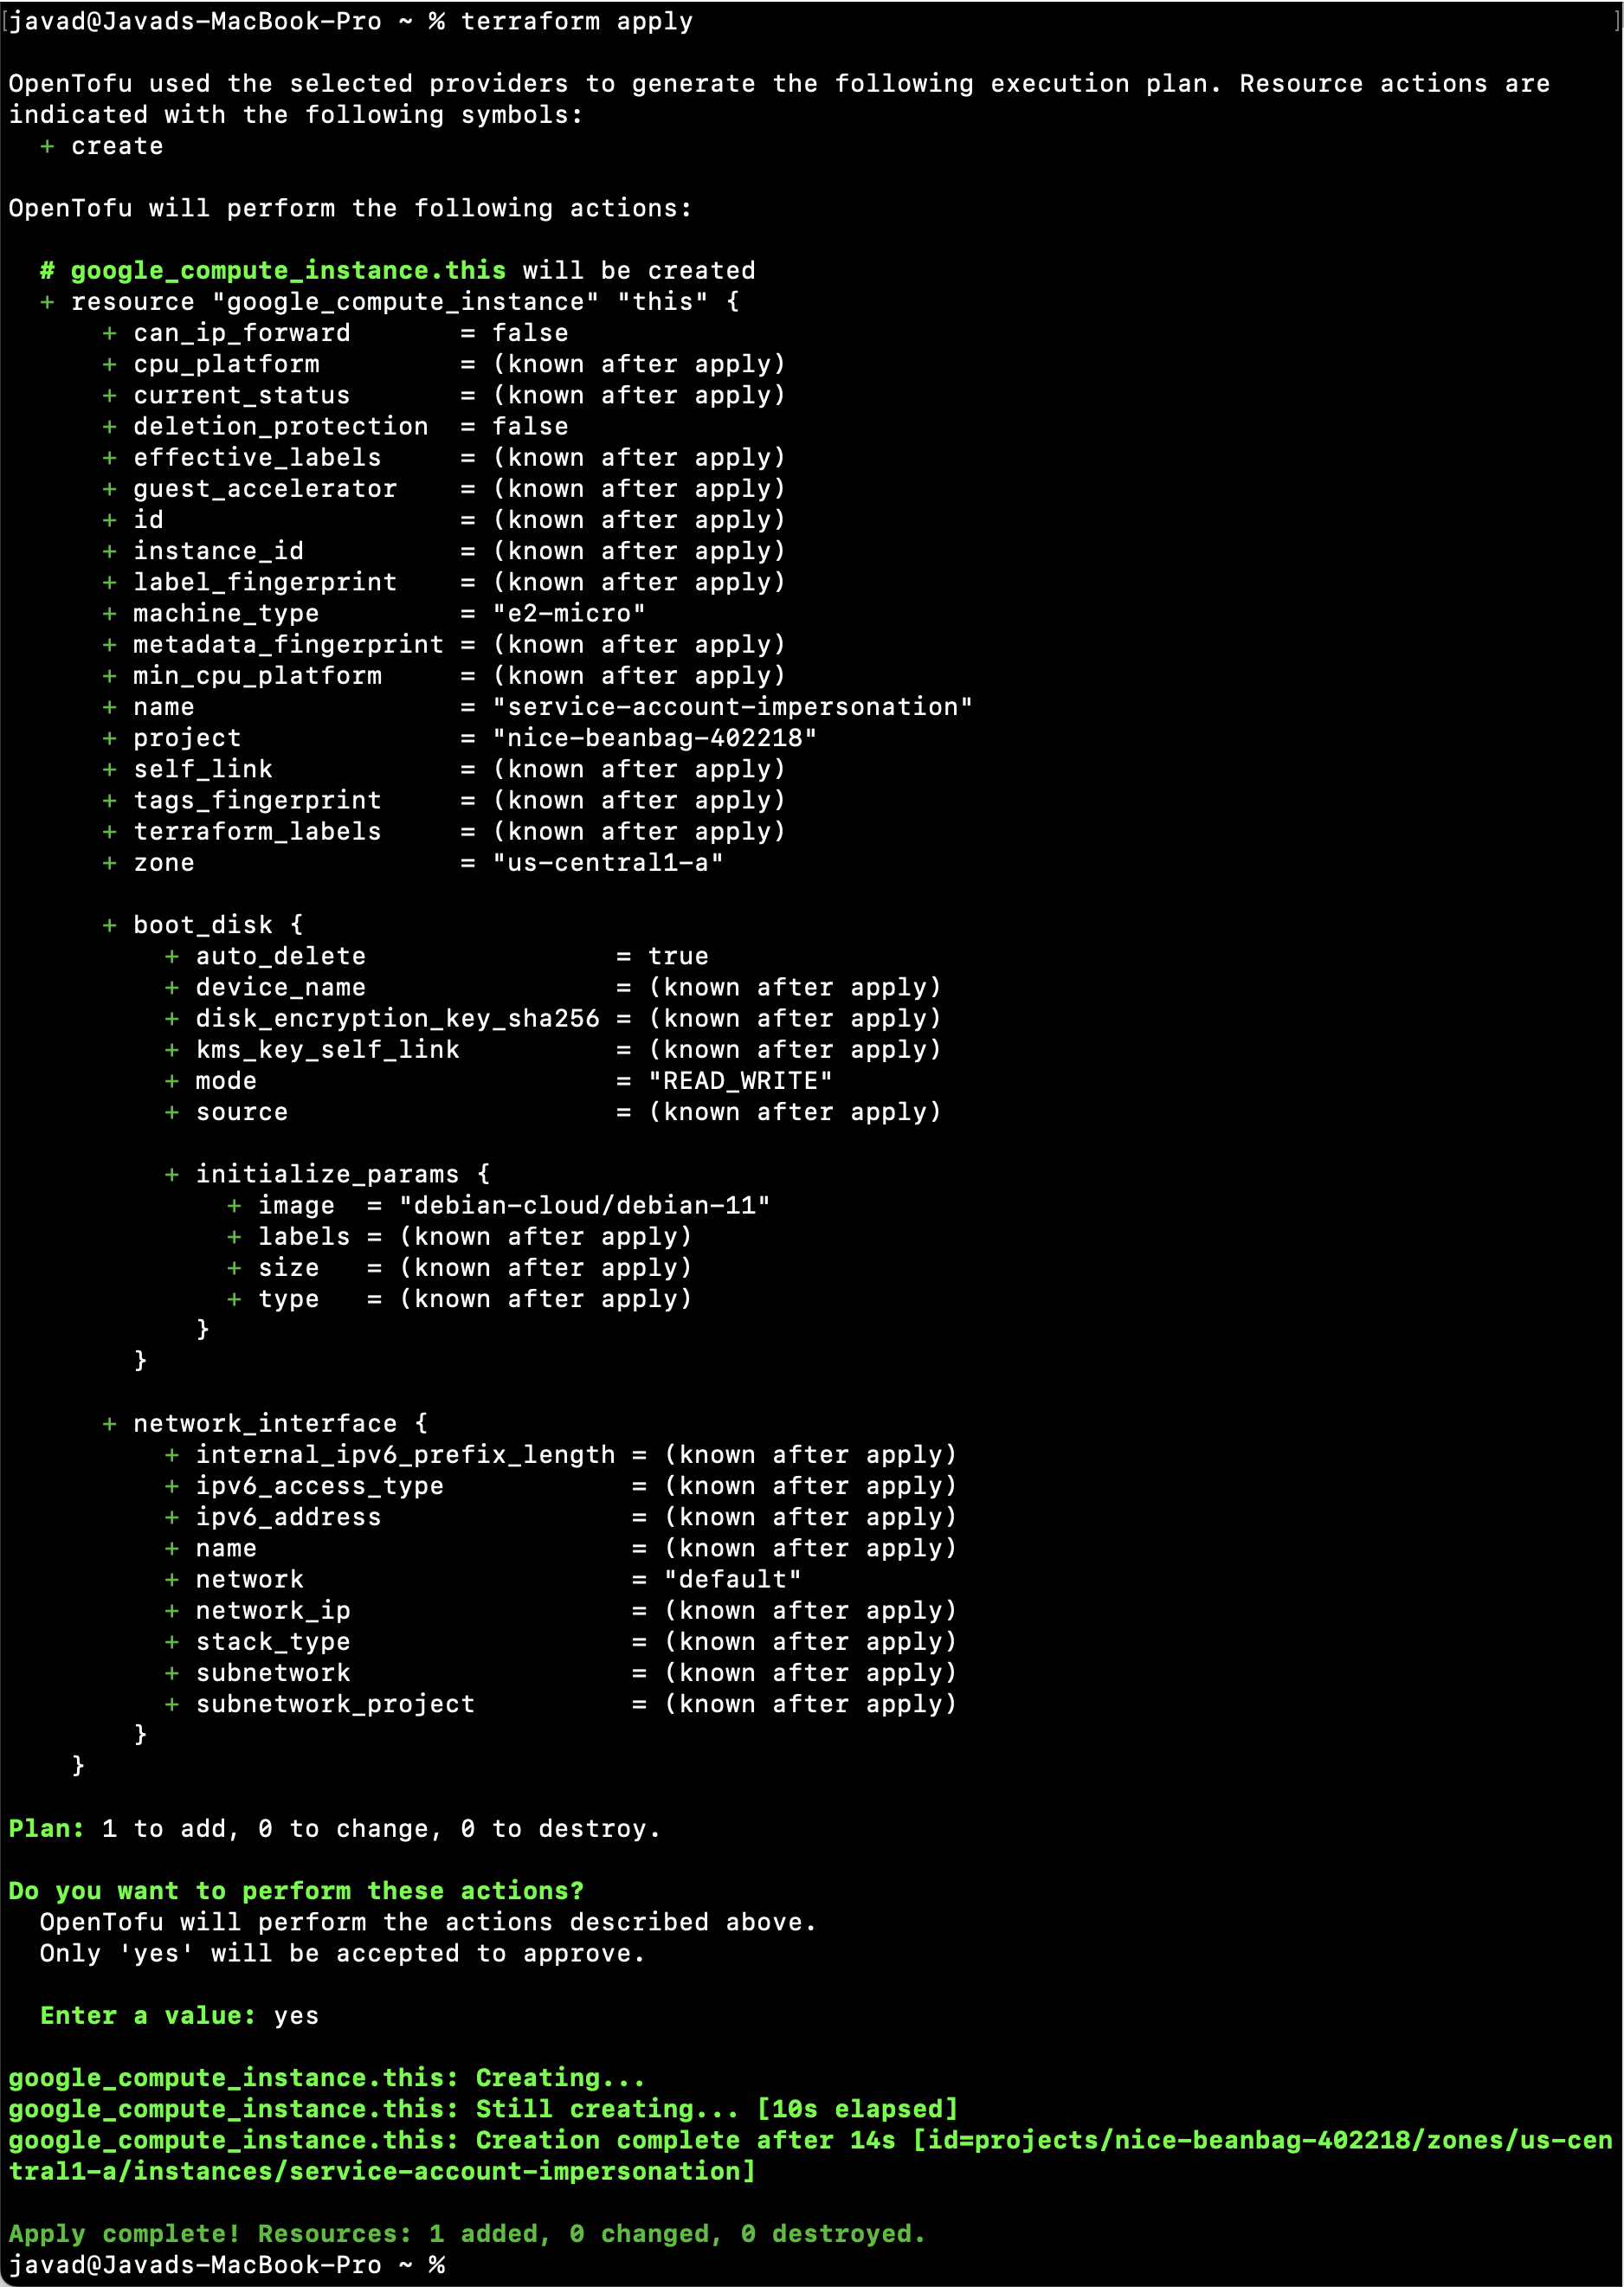 javad@Javads-MacBook-Pro ~ % terraform apply

OpenTofu used the selected providers to generate the following execution plan. Resource actions are
indicated with the following symbols:
  + create

OpenTofu will perform the following actions:

  # google_compute_instance.this will be created
  + resource "google_compute_instance" "this" {
      + can_ip_forward       = false
      + cpu_platform         = (known after apply)
      + current_status       = (known after apply)
      + deletion_protection  = false
      + effective_labels     = (known after apply)
      + guest_accelerator    = (known after apply)
      + id                   = (known after apply)
      + instance_id          = (known after apply)
      + label_fingerprint    = (known after apply)
      + machine_type         = "e2-micro"
      + metadata_fingerprint = (known after apply)
      + min_cpu_platform     = (known after apply)
      + name                 = "service-account-impersonation"
      + project              = "nice-beanbag-402218"
      + self_link            = (known after apply)
      + tags_fingerprint     = (known after apply)
      + terraform_labels     = (known after apply)
      + zone                 = "us-central1-a"

      + boot_disk {
          + auto_delete                = true
          + device_name                = (known after apply)
          + disk_encryption_key_sha256 = (known after apply)
          + kms_key_self_link          = (known after apply)
          + mode                       = "READ_WRITE"
          + source                     = (known after apply)

          + initialize_params {
              + image  = "debian-cloud/debian-11"
              + labels = (known after apply)
              + size   = (known after apply)
              + type   = (known after apply)
            }
        }

      + network_interface {
          + internal_ipv6_prefix_length = (known after apply)
          + ipv6_access_type            = (known after apply)
          + ipv6_address                = (known after apply)
          + name                        = (known after apply)
          + network                     = "default"
          + network_ip                  = (known after apply)
          + stack_type                  = (known after apply)
          + subnetwork                  = (known after apply)
          + subnetwork_project          = (known after apply)
        }
    }

Plan: 1 to add, 0 to change, 0 to destroy.

Do you want to perform these actions?
  OpenTofu will perform the actions described above.
  Only 'yes' will be accepted to approve.

  Enter a value: yes

google_compute_instance.this: Creating...
google_compute_instance.this: Still creating... [10s elapsed]
google_compute_instance.this: Creation complete after 14s [id=projects/nice-beanbag-402218/zones/us-cen
tral1-a/instances/service-account-impersonation]

Apply complete! Resources: 1 added, 0 changed, 0 destroyed.
javad@Javads-MacBook-Pro ~ %